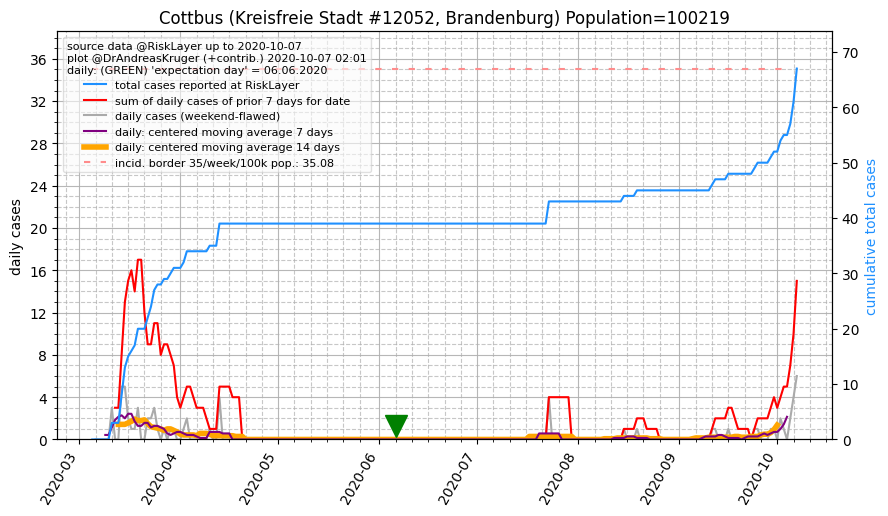 Cottbus (Kreisfreie Stadt #12052, Brandenburg) Population=100219
source data @RiskLayer up to 2020-10-07
plot @DrAndreasKruger (+contrib.) 2020-10-07 02:01
daily: (GREEN) 'expectation day' = 06.06.2020
total cases reported at RiskLayer
sum of daily cases of prior 7 days for date
daily cases (weekend-flawed)
daily: centered moving average 7 days
daily: centered moving average 14 days
incid. border 35/week/100k pop.: 35.08
daily cases
36
32
28
24
20
16
12
8
4
0
70
60
50
40
30
20
10
0
cumulative total cases
2020-03
2020-04
2020-05
2020-06
2020-07
2020-08
2020-09
2020-10